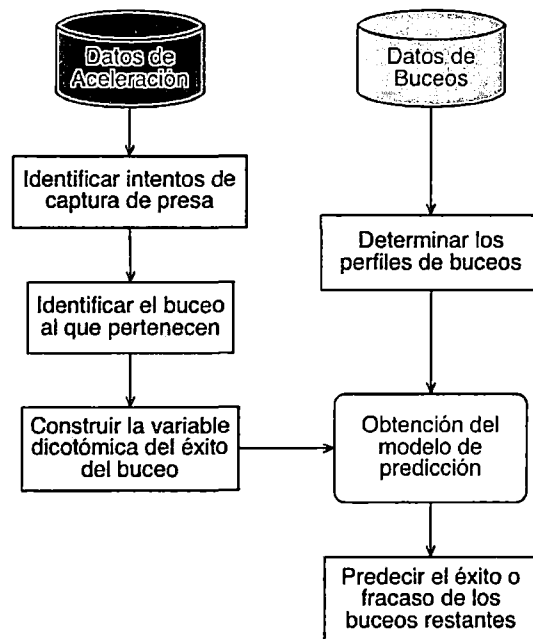 Datos de
Aceleración
Datos de
Buceos
Identificar intentos de
captura de presa
Determinar los
perfiles de buceos
Identificar el buceo
al que pertenecen
Construir la variable
dicotómica del éxito
del buceo
Obtención del
modelo de
predicción
Predecir el éxito o
fracaso de los
buceos restantes